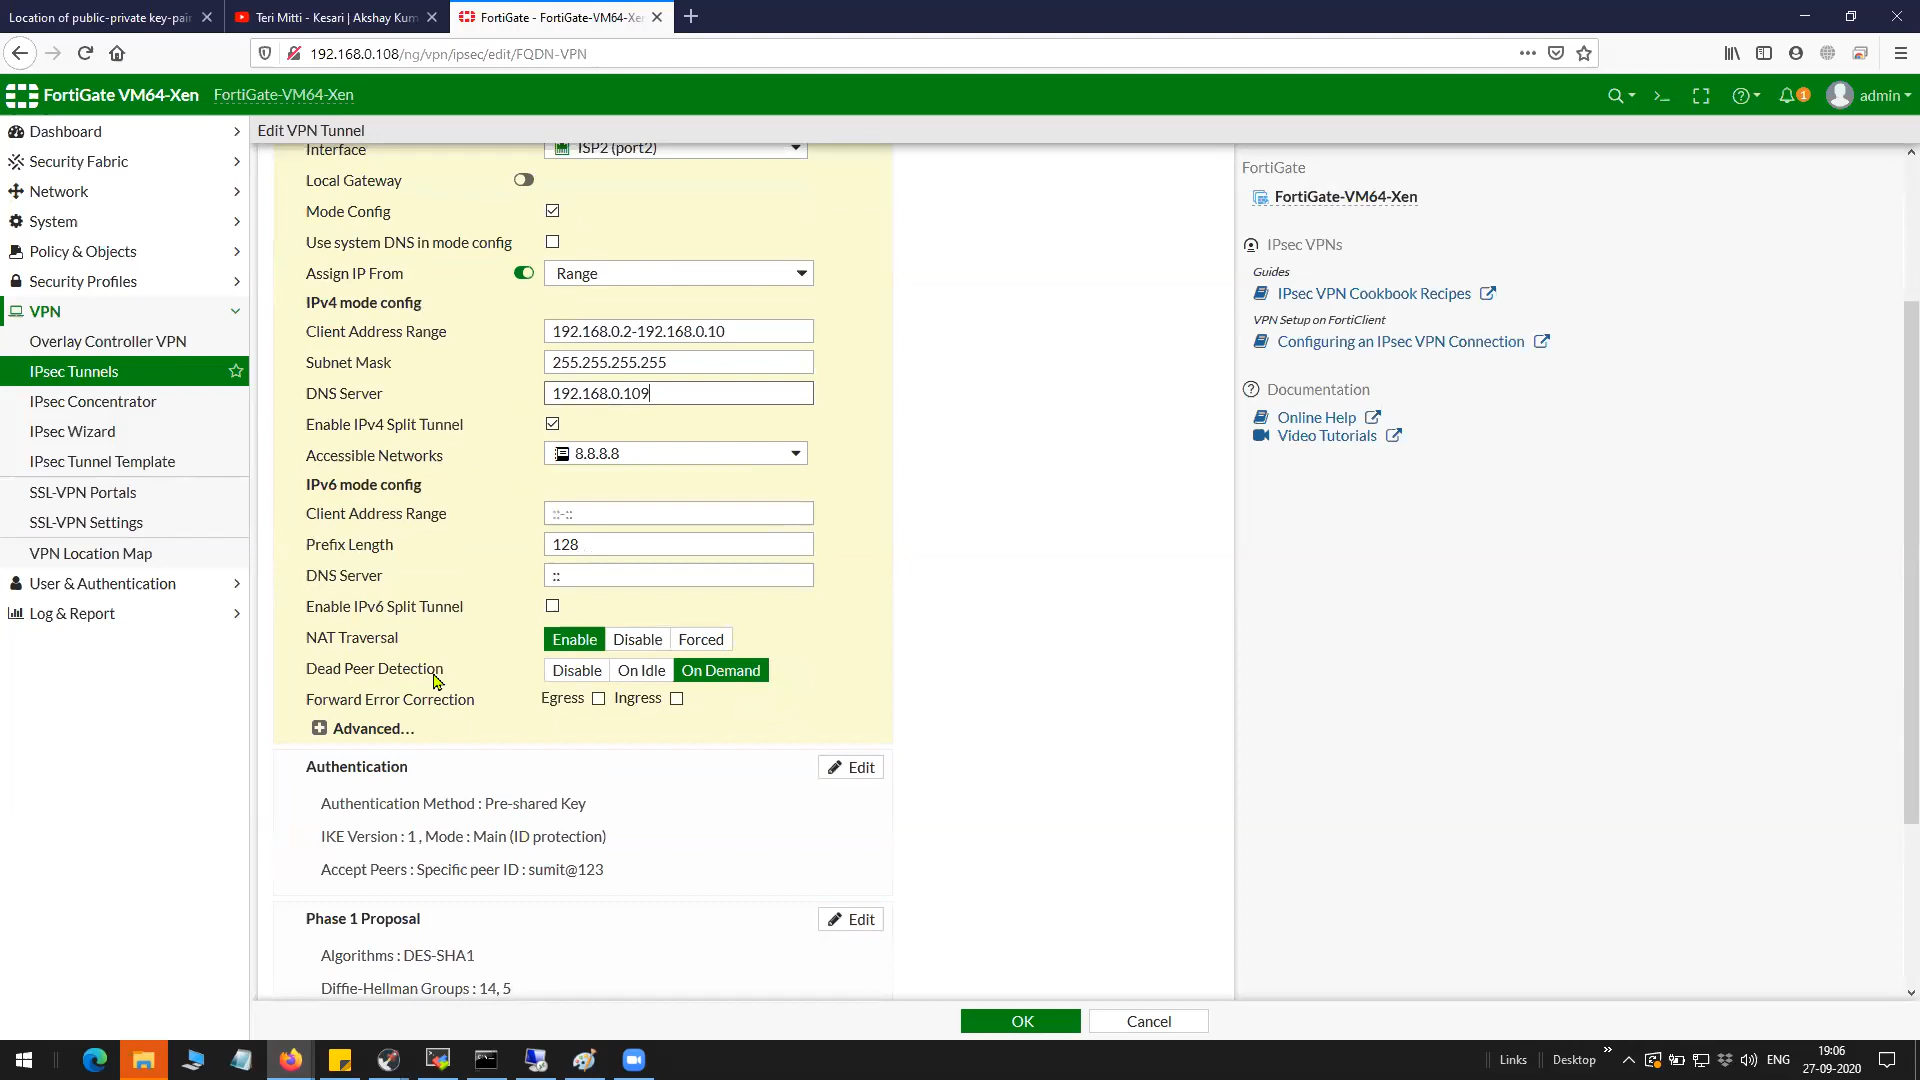 Location of public-private key-pai
Teri Mitti - Kesari | Akshay Kum
FortiGate - FortiGate-VM64-Xen
192.168.0.108/ng/vpn/ipsec/edit/FQDN-VPN
FortiGate VM64-Xen
FortiGate-VM64-Xen
1
admin
Dashboard
Security Fabric
Network
System
Policy & Objects
Security Profiles
VPN
Overlay Controller VPN
IPsec Tunnels
IPsec Concentrator
IPsec Wizard
IPsec Tunnel Template
SSL-VPN Portals
SSL-VPN Settings
VPN Location Map
User & Authentication
Log & Report
Edit VPN Tunnel
Interface ISP2 (port2)
Local Gateway
Mode Config
Use system DNS in mode config
Assign IP From Range
IPv4 mode config
Client Address Range 192.168.0.2-192.168.0.10
Subnet Mask 255.255.255.255
DNS Server 192.168.0.109
Enable IPv4 Split Tunnel
Accessible Networks 8.8.8.8
IPv6 mode config
Client Address Range ::-::
Prefix Length 128
DNS Server ::
Enable IPv6 Split Tunnel
NAT Traversal Enable Disable Forced
Dead Peer Detection Disable On Idle On Demand
Forward Error Correction Egress Ingress
Advanced...
Authentication Edit
Authentication Method : Pre-shared Key
IKE Version : 1 , Mode : Main (ID protection)
Accept Peers : Specific peer ID : sumit@123
Phase 1 Proposal Edit
Algorithms : DES-SHA1
Diffie-Hellman Groups : 14, 5
OK Cancel
FortiGate
FortiGate-VM64-Xen
IPsec VPNs
Guides
IPsec VPN Cookbook Recipes
VPN Setup on FortiClient
Configuring an IPsec VPN Connection
Documentation
Online Help
Video Tutorials
Links Desktop ENG
19:06
27-09-2020